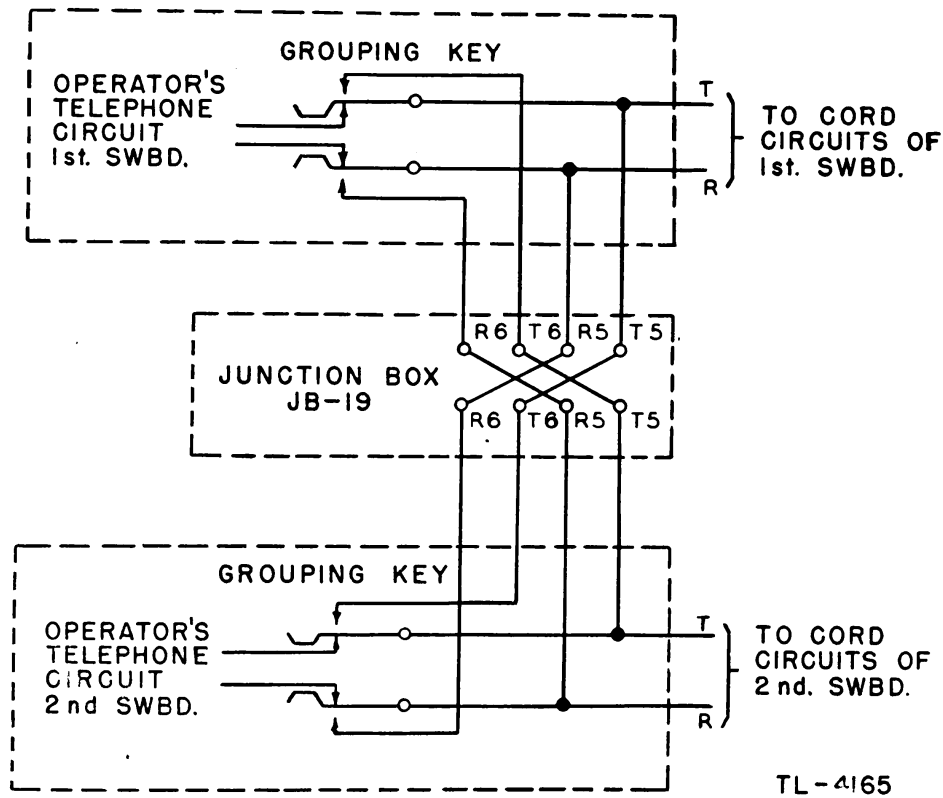 GROUPING KEY
OPERATOR'S
TELEPHONE
CIRCUIT
1st. SWBD.
T
R
TO CORD
CIRCUITS OF
1st. SWBD.
R6 T6 R5 T5
JUNCTION BOX
JB-19
R6 T6 R5 T5
GROUPING KEY
OPERATOR'S
TELEPHONE
CIRCUIT
2nd SWBD.
T
R
TO CORD
CIRCUITS OF
2nd. SWBD.
TL-4165